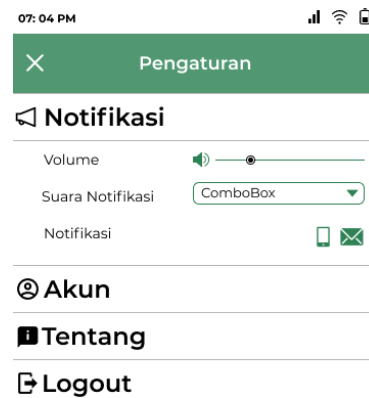 07: 04 PM
Pengaturan
Notifikasi
Volume
Suara Notifikasi ComboBox
Notifikasi
Akun
Tentang
Logout